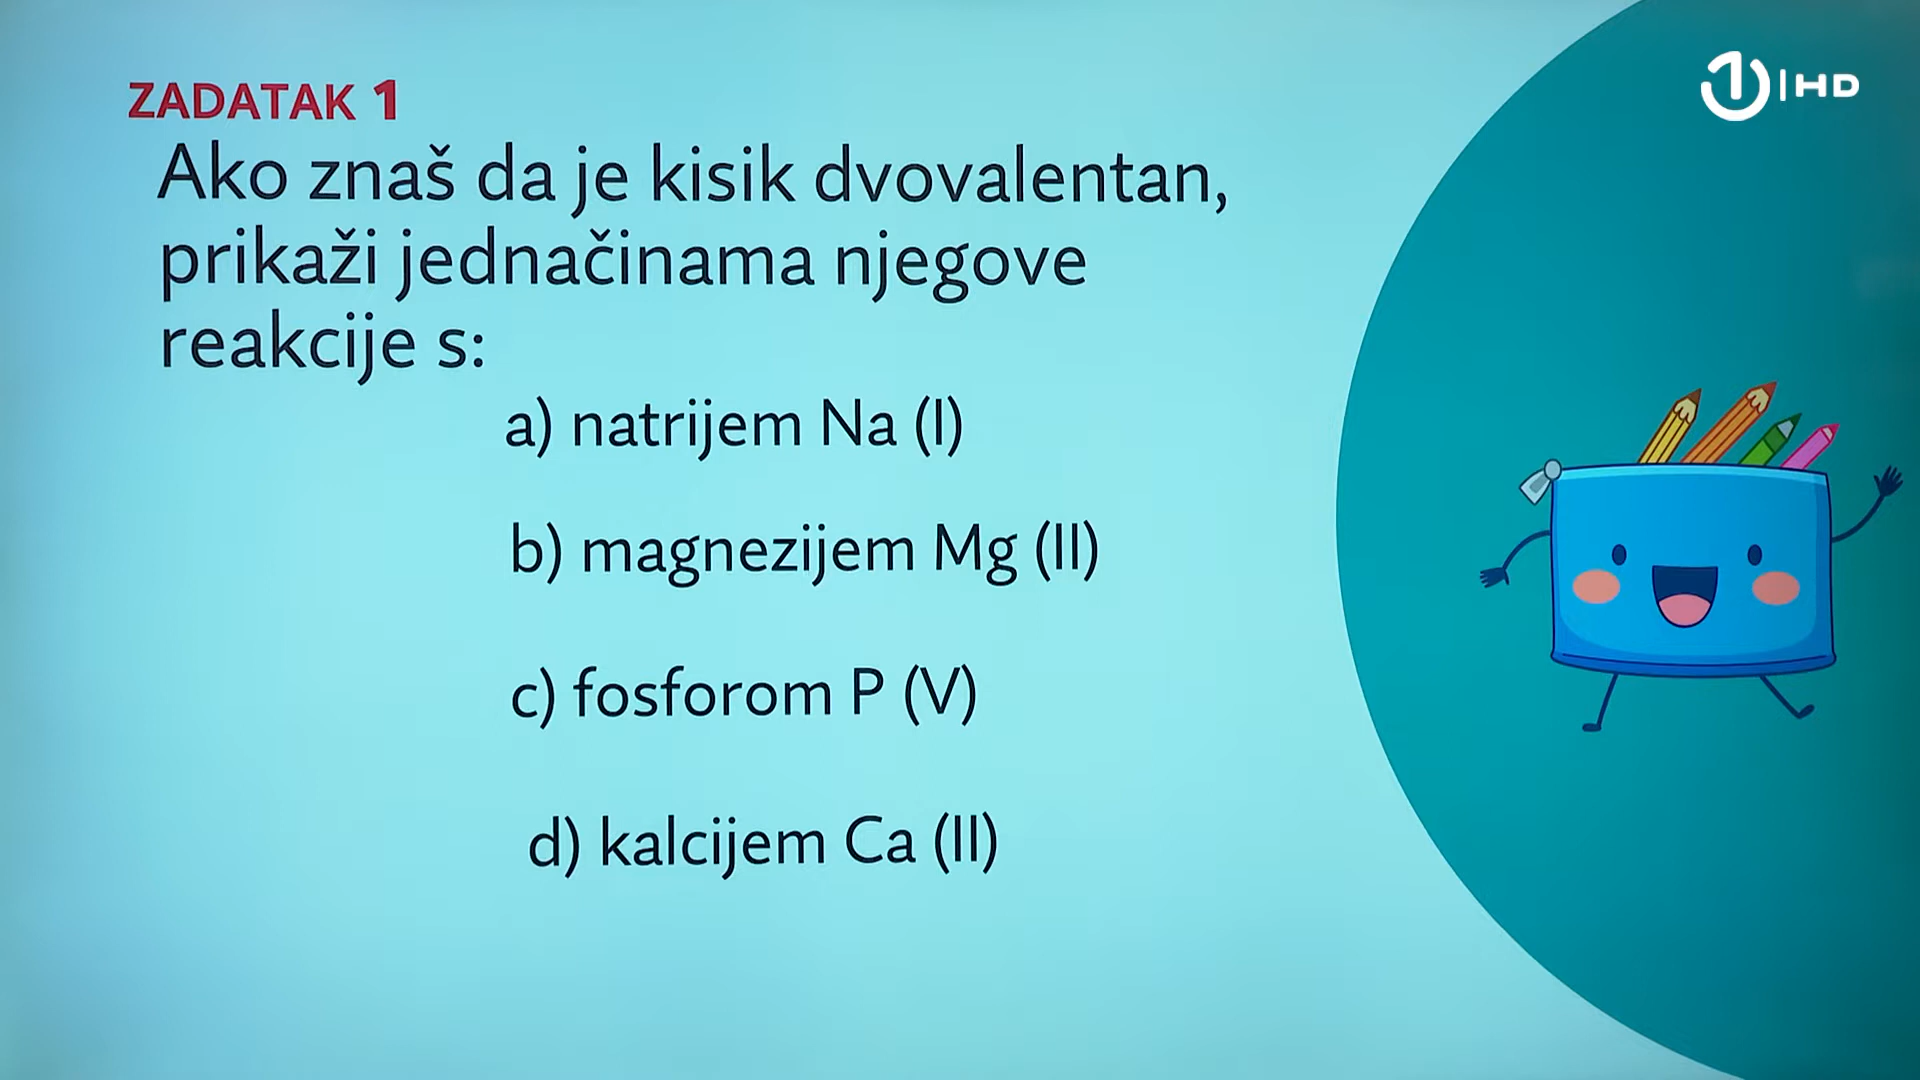 1 HD
ZADATAK 1
Ako znaš da je kisik dvovalentan,
prikaži jednačinama njegove
reakcije s:
a) natrijem Na (I)
b) magnezijem Mg (II)
c) fosforom P (V)
d) kalcijem Ca (II)